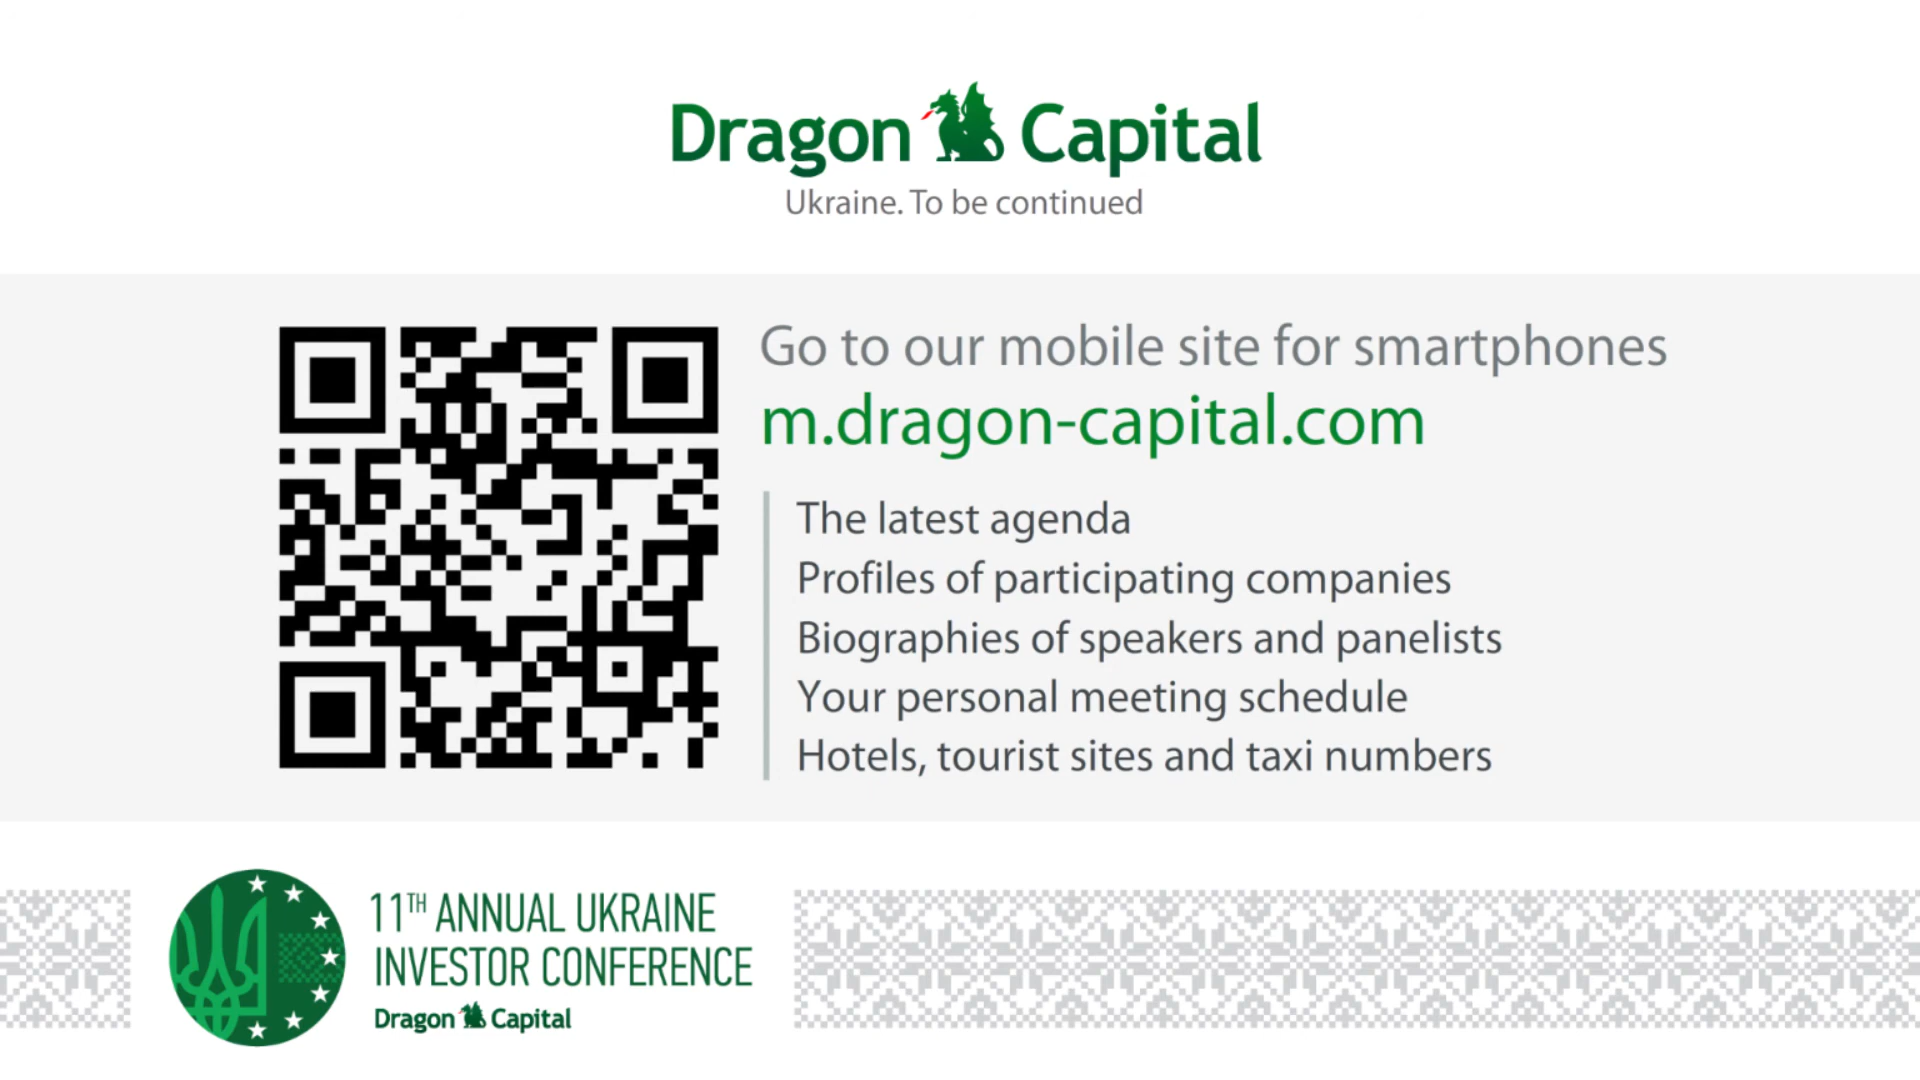 Dragon Capital
Ukraine. To be continued
Go to our mobile site for smartphones
m.dragon-capital.com
The latest agenda
Profiles of participating companies
Biographies of speakers and panelists
Your personal meeting schedule
Hotels, tourist sites and taxi numbers
11TH ANNUAL UKRAINE
INVESTOR CONFERENCE
Dragon Capital